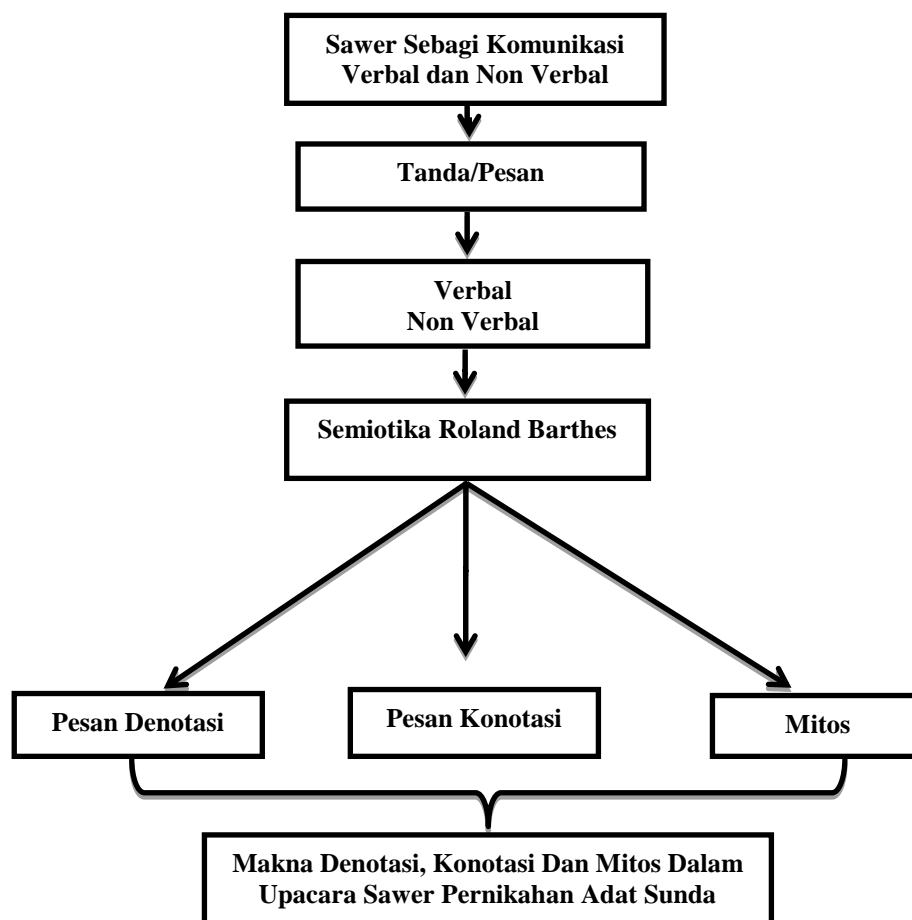 Sawer Sebagi Komunikasi
Verbal dan Non Verbal
Tanda/Pesan
Verbal
Non Verbal
Semiotika Roland Barthes
Pesan Denotasi
Pesan Konotasi
Mitos
Makna Denotasi, Konotasi Dan Mitos Dalam
Upacara Sawer Pernikahan Adat Sunda